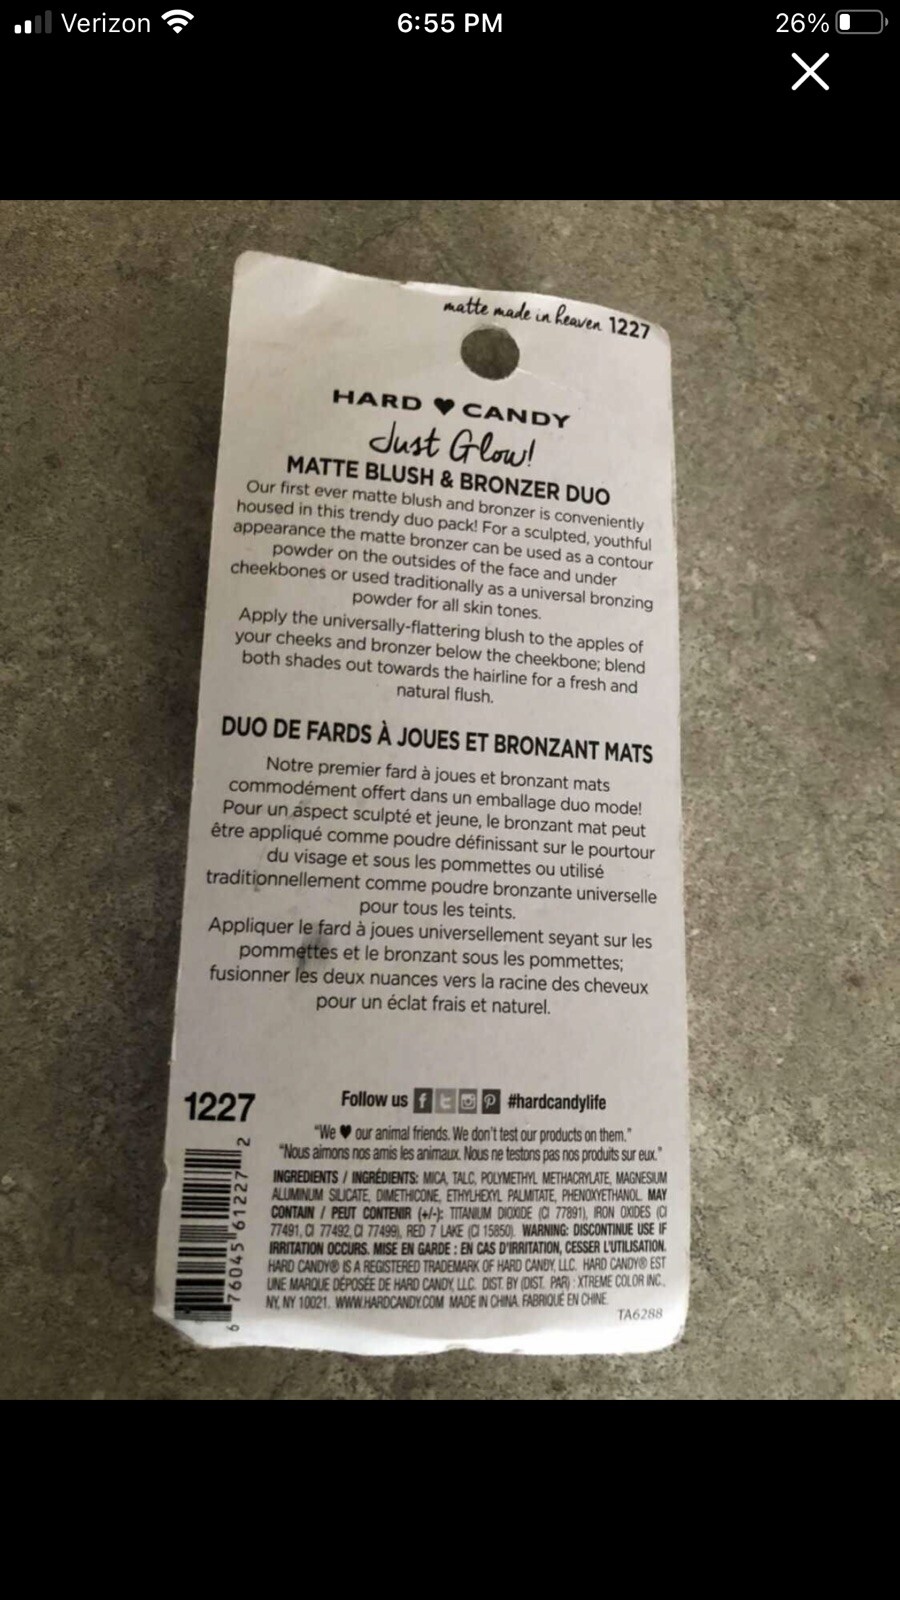 Verizon 6:55 PM 26%
matte made in heaven 1227
HARD ♥ CANDY
Just Glow!
MATTE BLUSH & BRONZER DUO
Our first ever matte blush and bronzer is conveniently
housed in this trendy duo pack! For a sculpted, youthful
appearance the matte bronzer can be used as a contour
powder on the outsides of the face and under
cheekbones or used traditionally as a universal bronzing
powder for all skin tones.
Apply the universally-flattering blush to the apples of
your cheeks and bronzer below the cheekbone; blend
both shades out towards the hairline for a fresh and
natural flush.
DUO DE FARDS À JOUES ET BRONZANT MATS
Notre premier fard à joues et bronzant mats
commodément offert dans un emballage duo mode!
Pour un aspect sculpté et jeune, le bronzant mat peut
être appliqué comme poudre définissant sur le pourtour
du visage et sous les pommettes ou utilisé
traditionnellement comme poudre bronzante universelle
pour tous les teints.
Appliquer le fard à joues universellement seyant sur les
pommettes et le bronzant sous les pommettes;
fusionner les deux nuances vers la racine des cheveux
pour un éclat frais et naturel.
1227
Follow us #hardcandylife
"We ♥ our animal friends. We don't test our products on them."
"Nous aimons nos amis les animaux. Nous ne testons pas nos produits sur eux."
INGREDIENTS / INGRÉDIENTS: MICA, TALC, POLYMETHYL METHACRYLATE, MAGNESIUM
ALUMINUM SILICATE, DIMETHICONE, ETHYLHEXYL PALMITATE, PHENOXYETHANOL. MAY
CONTAIN / PEUT CONTENIR (+/-): TITANIUM DIOXIDE (CI 77891), IRON OXIDES (CI
77491, CI 77492, CI 77499), RED 7 LAKE (CI 15850). WARNING: DISCONTINUE USE IF
IRRITATION OCCURS. MISE EN GARDE : EN CAS D'IRRITATION, CESSER L'UTILISATION.
HARD CANDY® IS A REGISTERED TRADEMARK OF HARD CANDY, LLC. HARD CANDY® EST
UNE MARQUE DÉPOSÉE DE HARD CANDY, LLC. DIST. BY (DIST. PAR) : XTREME COLOR INC.,
NY, NY 10021. WWW.HARDCANDY.COM MADE IN CHINA. FABRIQUÉ EN CHINE.
TA6288
6 76045 61227 2